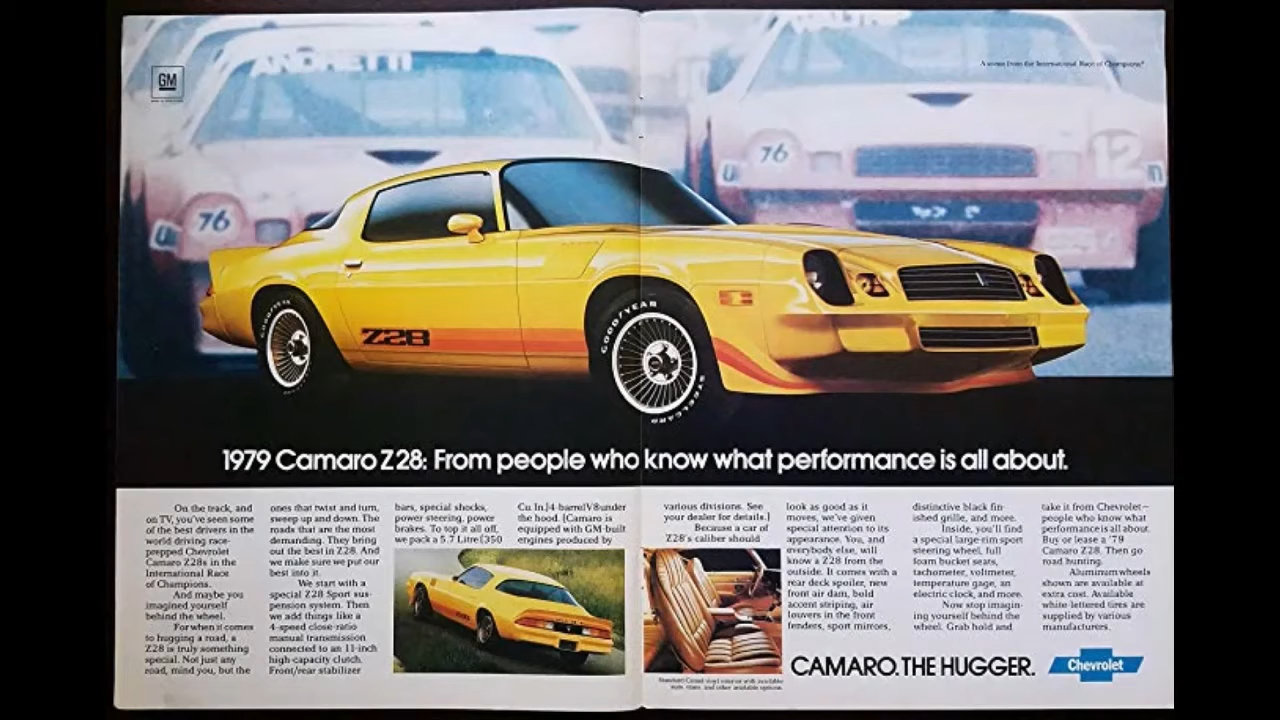 ANDRETTI
GM
A scene from the International Race of Champions.
76
76
12
Z28
GOODYEAR
GOODYEAR
STEELGARD
1979 Camaro Z28: From people who know what performance is all about.
On the track, and
on TV, you've seen some
of the best drivers in the
world driving race-
prepped Chevrolet
Camaro Z28s in the
International Race
of Champions.
And maybe you
imagined yourself
behind the wheel.
For when it comes
to hugging a road, a
Z28 is truly something
special. Not just any
road, mind you, but the
ones that twist and turn,
sweep up and down. The
roads that are the most
demanding. They bring
out the best in Z28. And
we make sure we put our
best into it.
We start with a
special Z28 Sport sus-
pension system. Then
we add things like a
4-speed close-ratio
manual transmission
connected to an 11-inch
high-capacity clutch.
Front/rear stabilizer
bars, special shocks,
power steering, power
brakes. To top it all off,
we pack a 5.7 Litre (350
Cu. In.) 4-barrel V8 under
the hood. (Camaro is
equipped with GM-built
engines produced by
various divisions. See
your dealer for details.)
Because a car of
Z28's caliber should
look as good as it
moves, we've given
special attention to its
appearance. You, and
everybody else, will
know a Z28 from the
outside. It comes with a
rear deck spoiler, new
front air dam, bold
accent striping, air
louvers in the front
fenders, sport mirrors,
distinctive black fin-
ished grille, and more.
Inside, you'll find
a special large-rim sport
steering wheel, full
foam bucket seats,
tachometer, voltmeter,
temperature gage, an
electric clock, and more.
Now stop imagin-
ing yourself behind the
wheel. Grab hold and
take it from Chevrolet—
people who know what
performance is all about.
Buy or lease a '79
Camaro Z28. Then go
road hunting.
Aluminum wheels
shown are available at
extra cost. Available
white-lettered tires are
supplied by various
manufacturers.
CAMARO. THE HUGGER.
Chevrolet